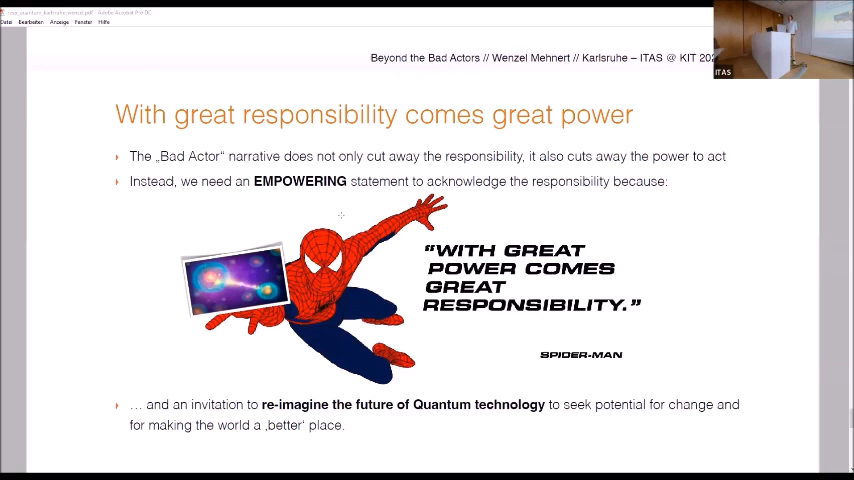 Adobe Acrobat Pro DC
Datei Bearbeiten Anzeige Fenster Hilfe
Beyond the Bad Actors // Wenzel Mehnert // Karlsruhe – ITAS @ KIT
ITAS
With great responsibility comes great power
The „Bad Actor“ narrative does not only cut away the responsibility, it also cuts away the power to act
Instead, we need an EMPOWERING statement to acknowledge the responsibility because:
“WITH GREAT
POWER COMES
GREAT
RESPONSIBILITY.”
SPIDER-MAN
… and an invitation to re-imagine the future of Quantum technology to seek potential for change and
for making the world a ‚better‘ place.